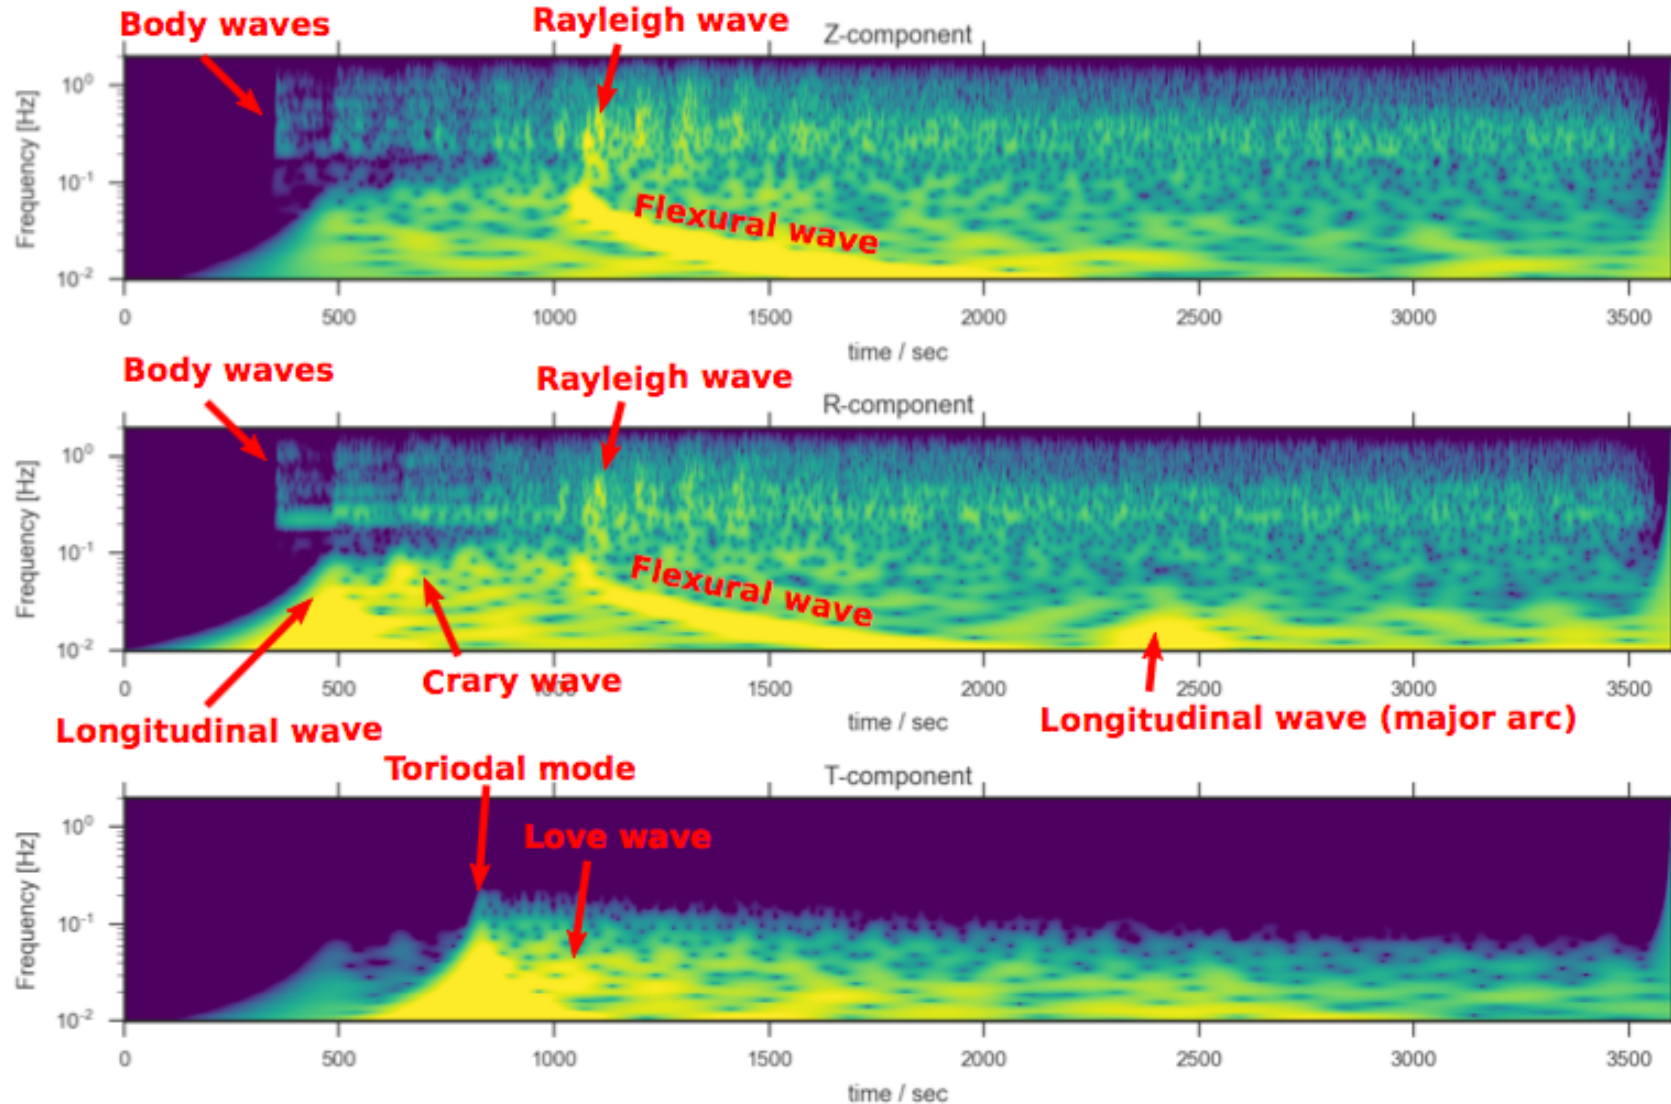 Body waves
Rayleigh wave
Z-component
Frequency [Hz]
10⁰
10⁻¹
10⁻²
Flexural wave
0 500 1000 1500 2000 2500 3000 3500
time / sec
Body waves
Rayleigh wave
R-component
Frequency [Hz]
10⁰
10⁻¹
10⁻²
Flexural wave
0 500 1000 1500 2000 2500 3000 3500
Crary wave
time / sec
Longitudinal wave
Longitudinal wave (major arc)
Toriodal mode
T-component
Frequency [Hz]
10⁰
10⁻¹
10⁻²
Love wave
0 500 1000 1500 2000 2500 3000 3500
time / sec